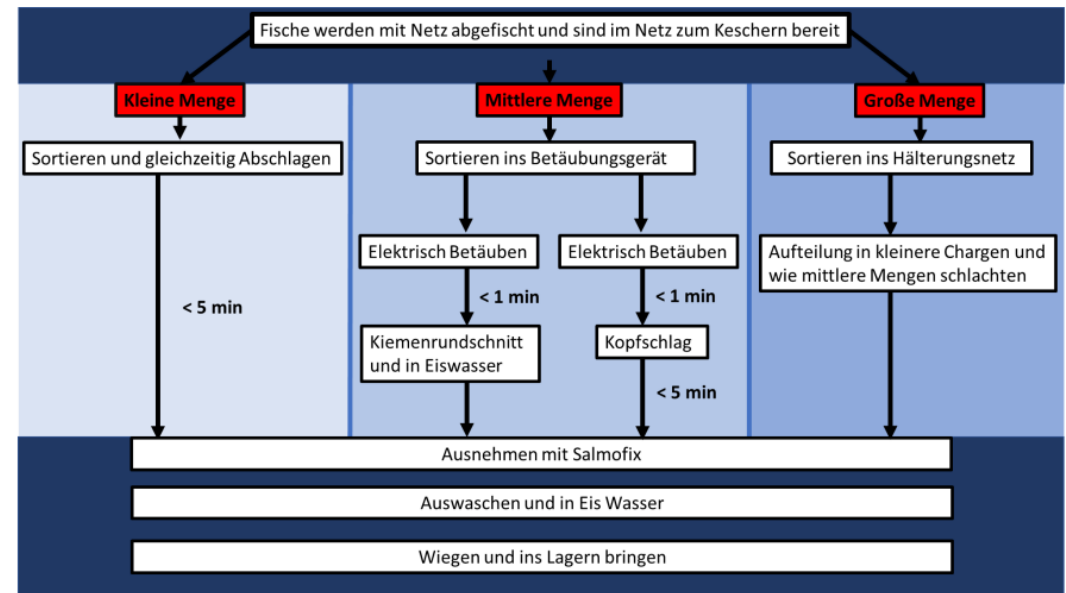 Fische werden mit Netz abgefischt und sind im Netz zum Keschern bereit
Kleine Menge
Mittlere Menge
Große Menge
Sortieren und gleichzeitig Abschlagen
Sortieren ins Betäubungsgerät
Sortieren ins Hälterungsnetz
Elektrisch Betäuben
Elektrisch Betäuben
Aufteilung in kleinere Chargen und
wie mittlere Mengen schlachten
< 5 min
< 1 min
< 1 min
Kiemenrundschnitt
und in Eiswasser
Kopfschlag
< 5 min
Ausnehmen mit Salmofix
Auswaschen und in Eis Wasser
Wiegen und ins Lagern bringen